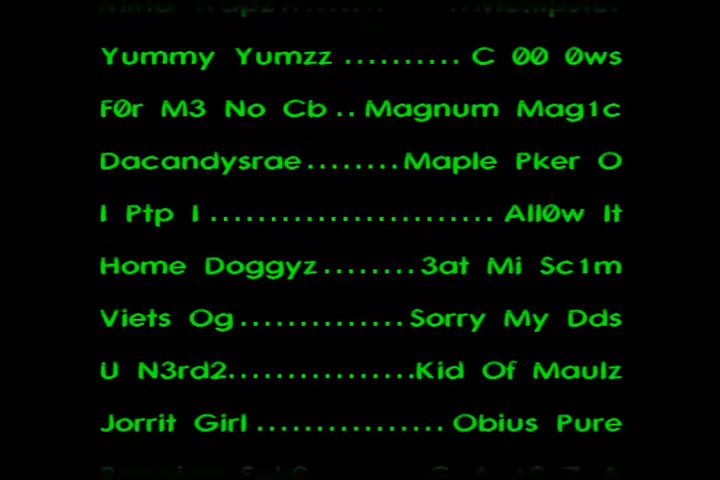 Yummy Yumzz .......... C 00 0ws
F0r M3 No Cb .. Magnum Mag1c
Dacandysrae........Maple Pker O
I Ptp I ........................ All0w It
Home Doggyz........3at Mi Sc1m
Viets Og..............Sorry My Dds
U N3rd2................Kid Of Maulz
Jorrit Girl ................ Obius Pure